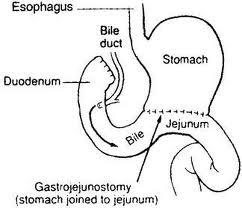 Esophagus
Bile
duct
Stomach
Duodenum
Bile
Jejunum
Gastrojejunostomy
(stomach joined to jejunum)